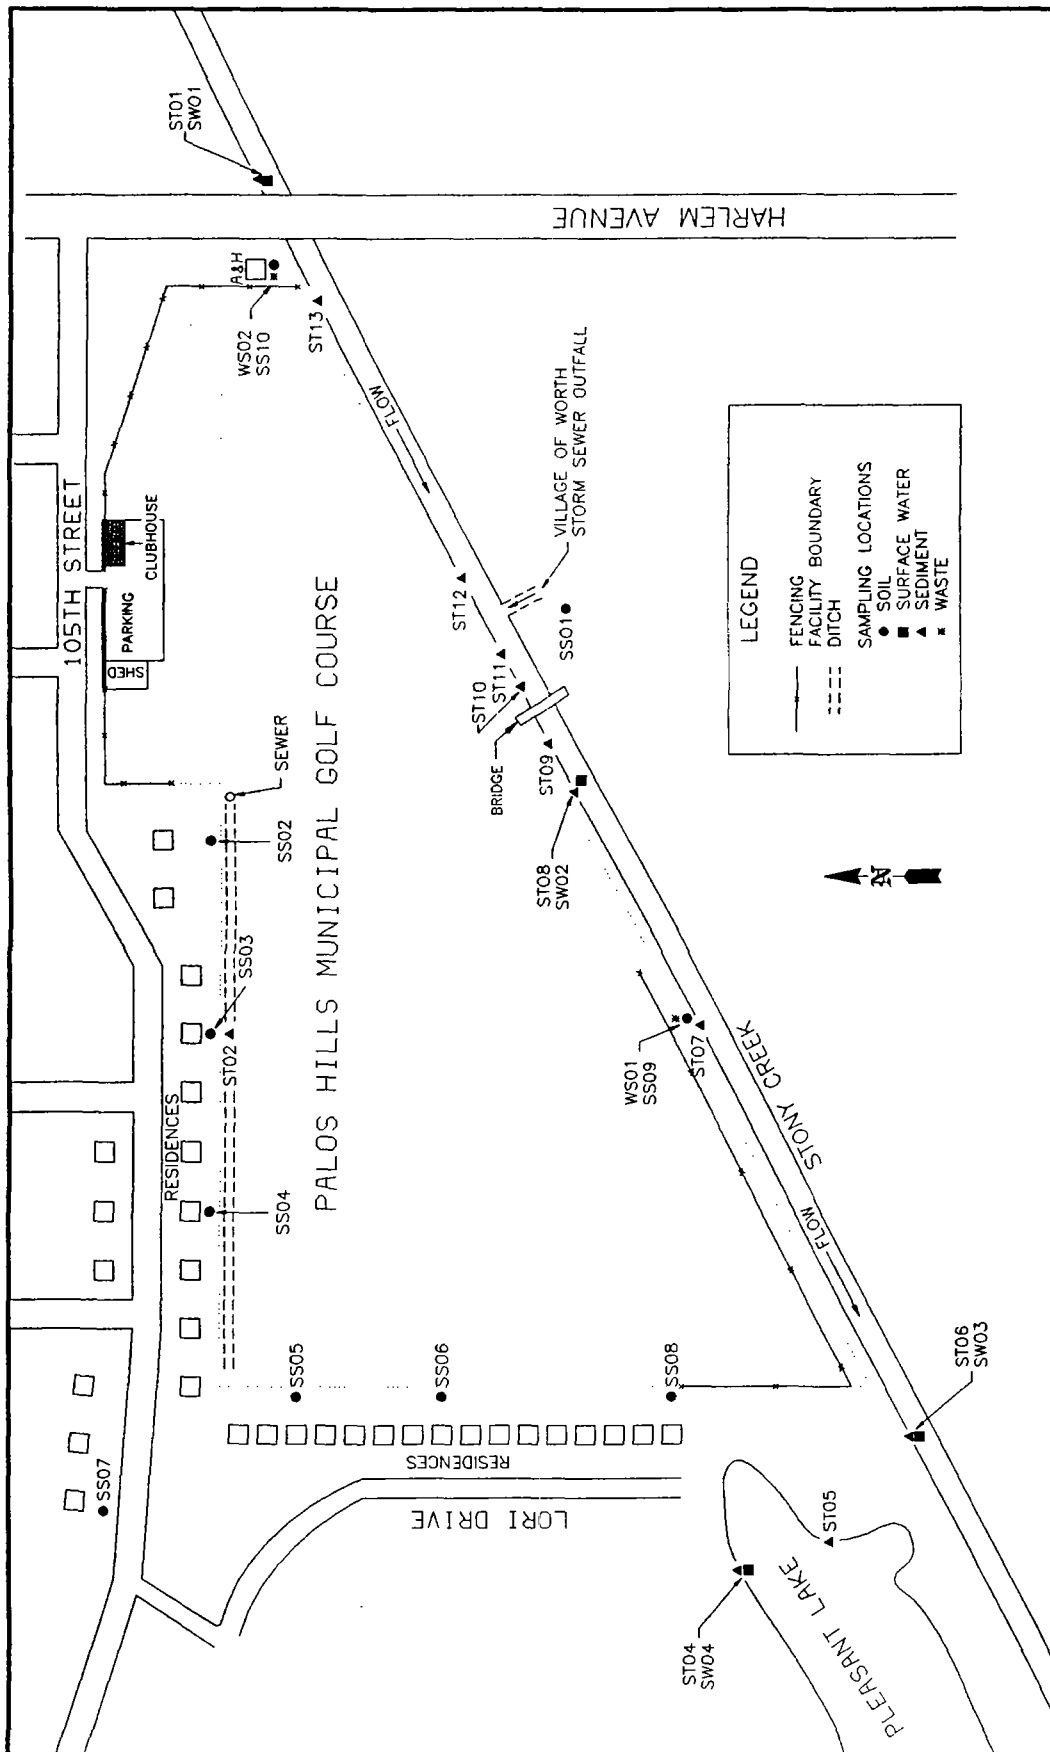 ST01
SW01
HARLEM AVENUE
A&H
WS02
SS10
ST13
FLOW
VILLAGE OF WORTH
STORM SEWER OUTFALL
105TH STREET
CLUBHOUSE
PARKING
SHED
ST12
SS01
ST11
ST10
BRIDGE
ST09
SEWER
SS02
PALOS HILLS MUNICIPAL GOLF COURSE
ST08
SW02
SS03
ST02
WS01
SS09
ST07
STONY CREEK
RESIDENCES
SS04
FLOW
SS05
SS06
SS08
ST06
SW03
SS07
RESIDENCES
LORI DRIVE
ST05
ST04
SW04
PLEASANT LAKE
LEGEND
FENCING
FACILITY BOUNDARY
DITCH
SAMPLING LOCATIONS
SOIL
SURFACE WATER
SEDIMENT
WASTE
N